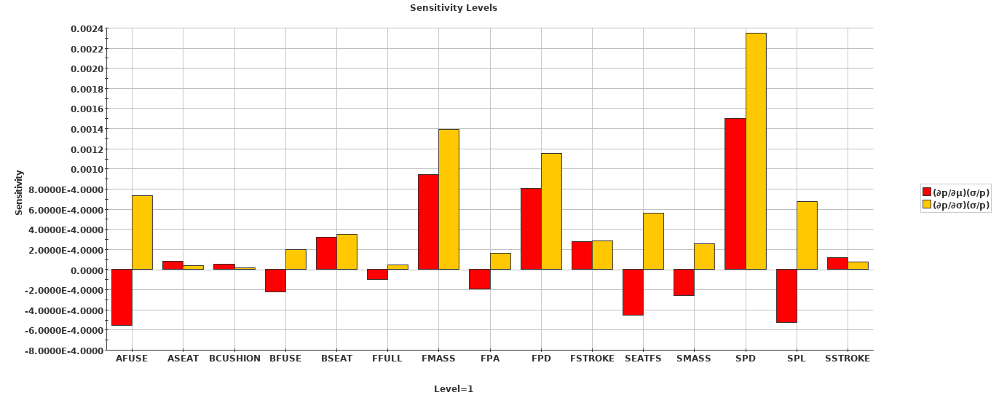 Sensitivity Levels
0.0024
0.0022
0.0020
0.0018
0.0016
0.0014
0.0012
0.0010
8.0000E-4.0000
6.0000E-4.0000
4.0000E-4.0000
2.0000E-4.0000
0.0000
-2.0000E-4.0000
-4.0000E-4.0000
-6.0000E-4.0000
-8.0000E-4.0000
Sensitivity
AFUSE ASEAT BCUSHION BFUSE BSEAT FFULL FMASS FPA FPD FSTROKE SEATFS SMASS SPD SPL SSTROKE
Level=1
(∂p/∂μ)(σ/p)
(∂p/∂σ)(σ/p)